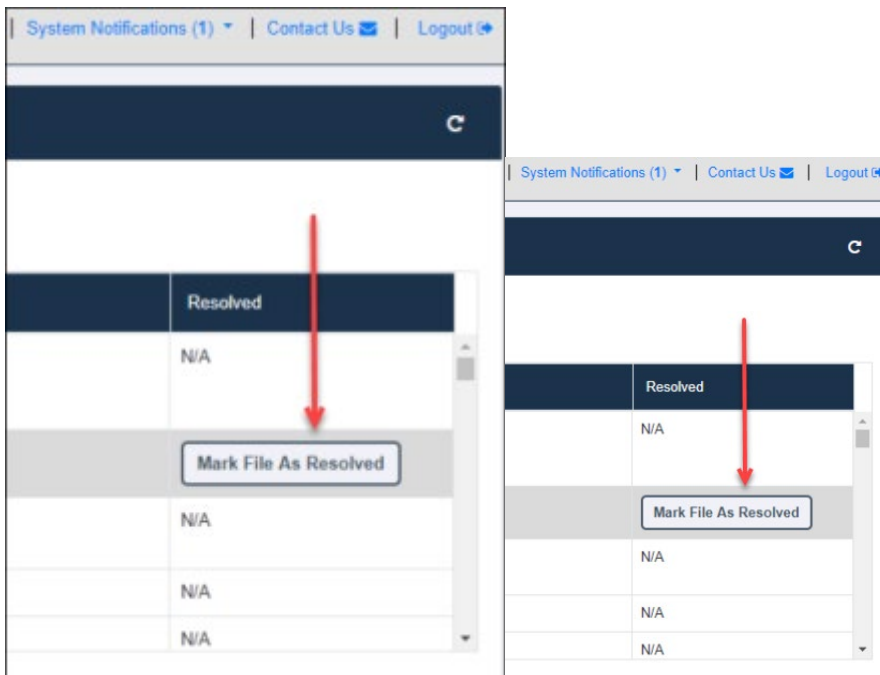 | System Notifications (1) | Contact Us | Logout
Resolved
N/A
Mark File As Resolved
N/A
N/A
N/A
| System Notifications (1) | Contact Us | Logout
Resolved
N/A
Mark File As Resolved
N/A
N/A
N/A